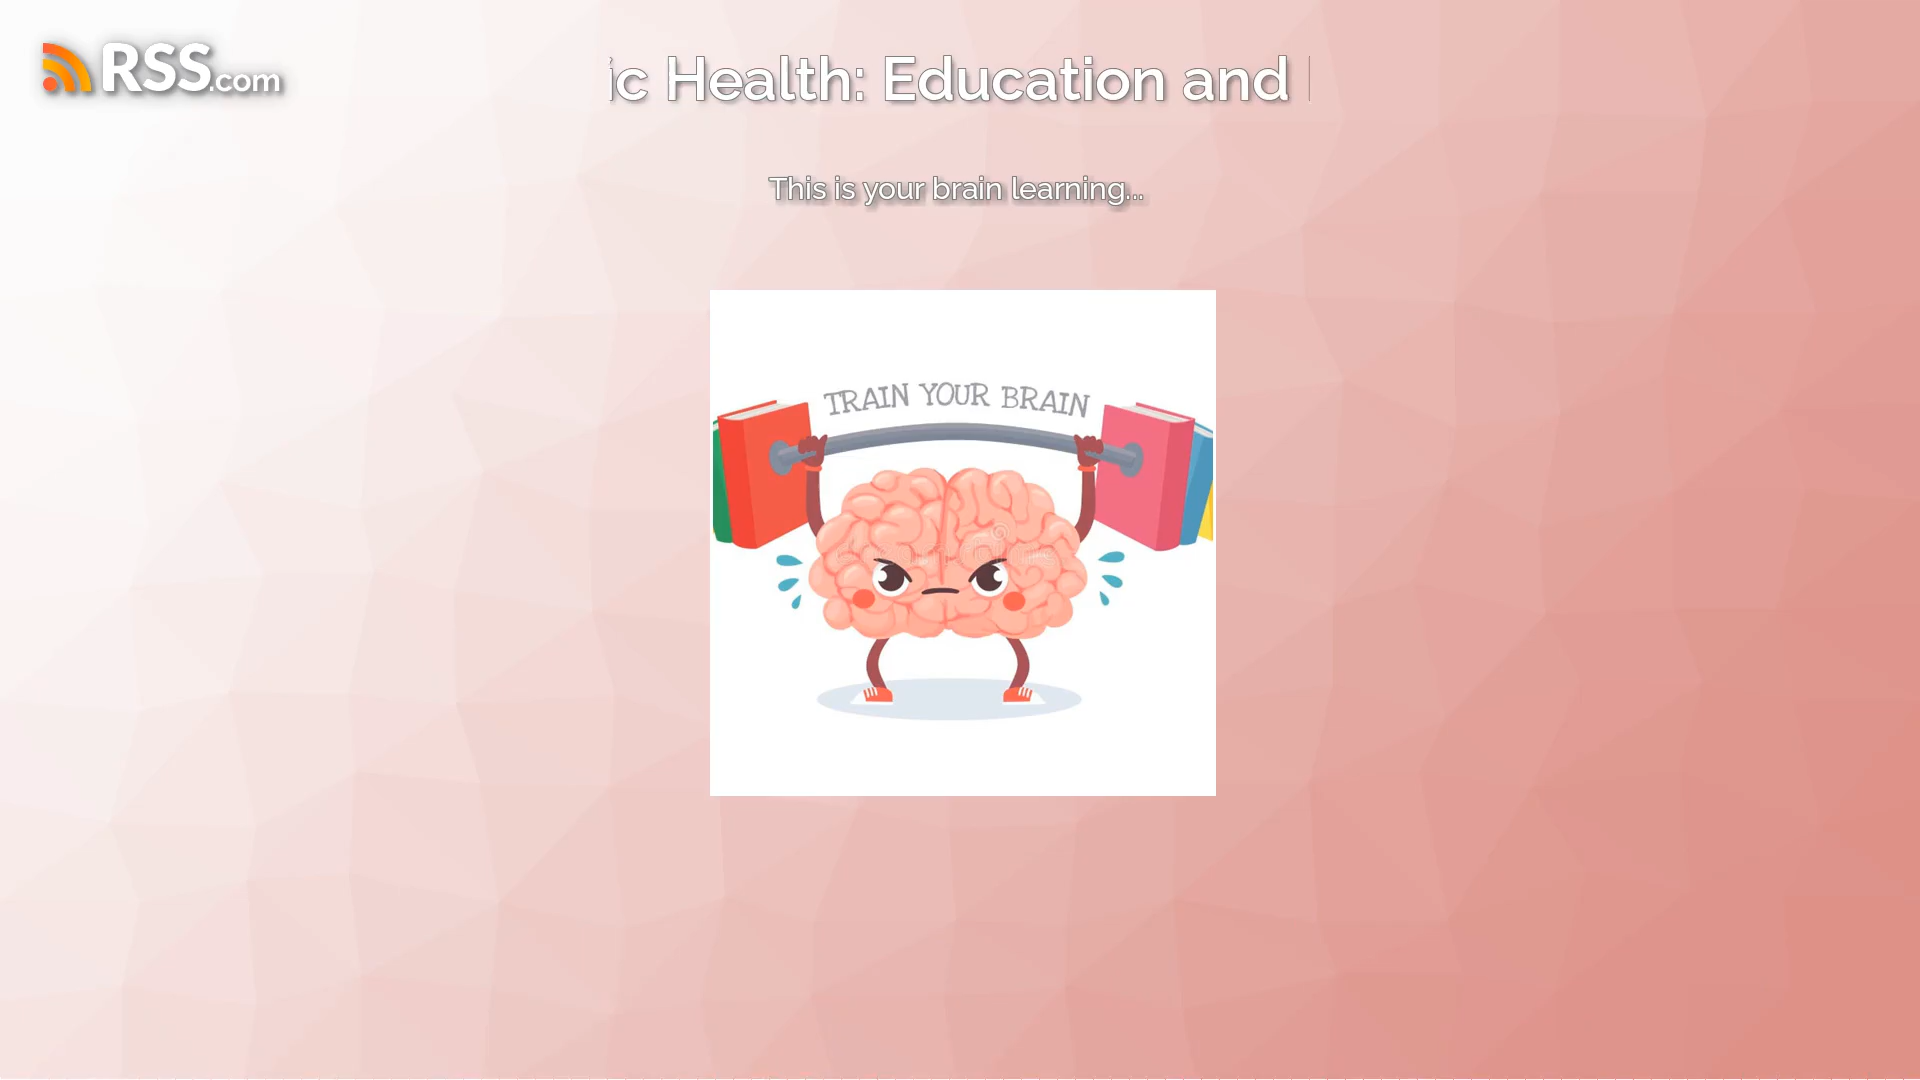 RSS.com
ic Health: Education and
This is your brain learning...
TRAIN YOUR BRAIN